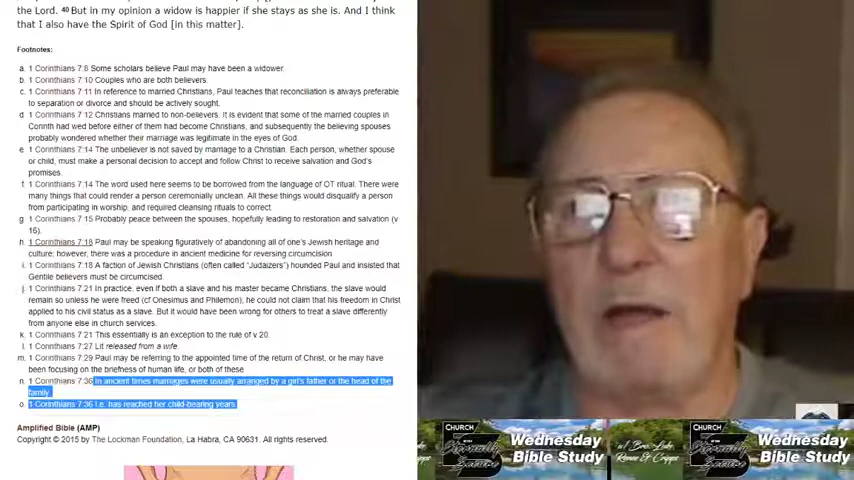 the Lord. 40 But in my opinion a widow is happier if she stays as she is. And I think
that I also have the Spirit of God [in this matter].
Footnotes:
a. 1 Corinthians 7:8 Some scholars believe Paul may have been a widower.
b. 1 Corinthians 7:10 Couples who are both believers.
c. 1 Corinthians 7:11 In reference to married Christians, Paul teaches that reconciliation is always preferable
to separation or divorce and should be actively sought.
d. 1 Corinthians 7:12 Christians married to non-believers. It is evident that some of the married couples in
Corinth had wed before either of them had become Christians, and subsequently the believing spouses
probably wondered whether their marriage was legitimate in the eyes of God.
e. 1 Corinthians 7:14 The unbeliever is not saved by marriage to a Christian. Each person, whether spouse
or child, must make a personal decision to accept and follow Christ to receive salvation and God's
promises.
f. 1 Corinthians 7:14 The word used here seems to be borrowed from the language of OT ritual. There were
many things that could render a person ceremonially unclean. All these things would disqualify a person
from participating in worship, and required cleansing rituals to correct.
g. 1 Corinthians 7:15 Probably peace between the spouses, hopefully leading to restoration and salvation (v
16).
h. 1 Corinthians 7:18 Paul may be speaking figuratively of abandoning all of one's Jewish heritage and
culture; however, there was a procedure in ancient medicine for reversing circumcision
i. 1 Corinthians 7:18 A faction of Jewish Christians (often called "Judaizers") hounded Paul and insisted that
Gentile believers must be circumcised.
j. 1 Corinthians 7:21 In practice, even if both a slave and his master became Christians, the slave would
remain so unless he were freed (cf Onesimus and Philemon); he could not claim that his freedom in Christ
applied to his civil status as a slave. But it would have been wrong for others to treat a slave differently
from anyone else in church services.
k. 1 Corinthians 7:21 This essentially is an exception to the rule of v 20.
l. 1 Corinthians 7:27 Lit released from a wife.
m. 1 Corinthians 7:29 Paul may be referring to the appointed time of the return of Christ, or he may have
been focusing on the briefness of human life, or both of these
n. 1 Corinthians 7:36 In ancient times marriages were usually arranged by a girl's father or the head of the
family.
o. 1 Corinthians 7:36 I.e. has reached her child-bearing years.
Amplified Bible (AMP)
Copyright © 2015 by The Lockman Foundation, La Habra, CA 90631. All rights reserved.
CHURCH
Eternally
Secure
Wednesday
Bible Study
w/ Bro. Luke,
Renee & Cripps
CHURCH
Eternally
Secure
Wednesday
Bible Study